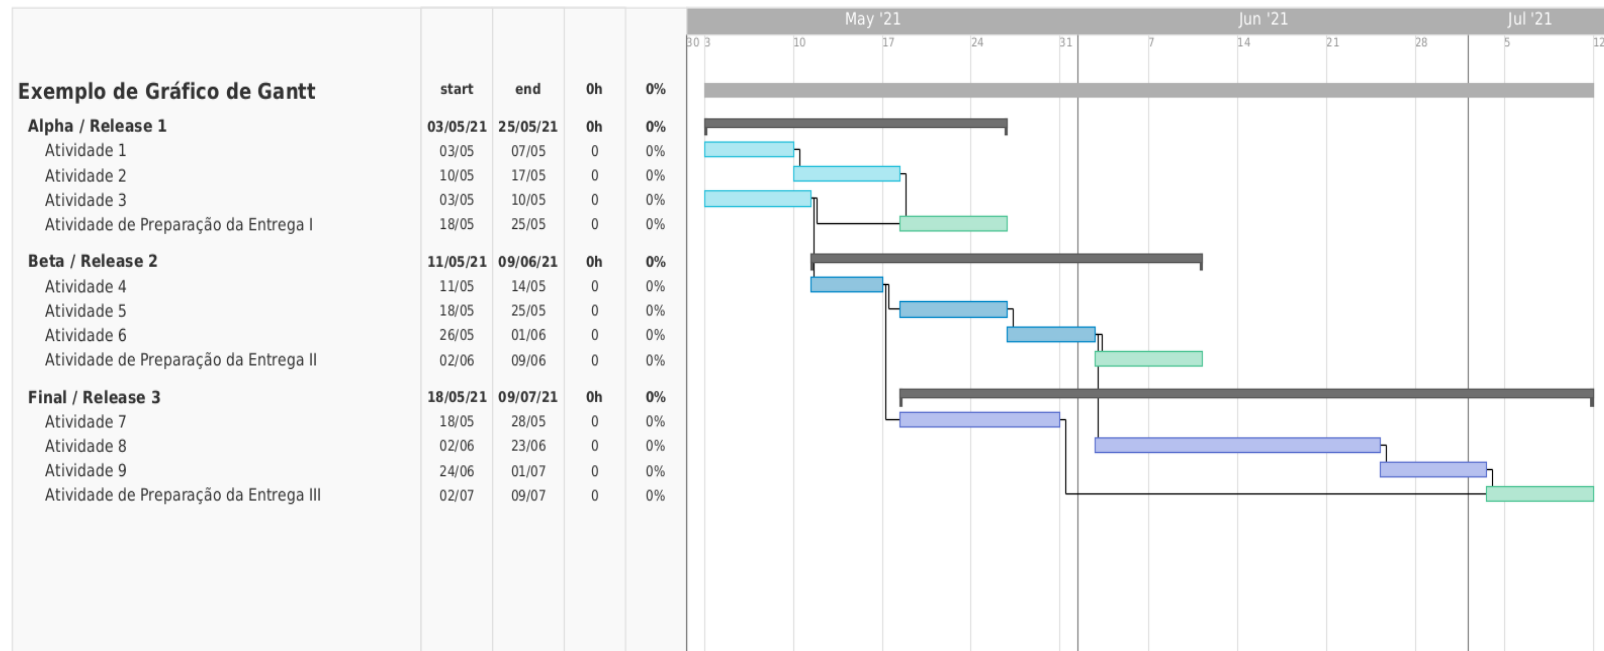 May '21 Jun '21 Jul '21
30 3 10 17 24 31 7 14 21 28 5 12
Exemplo de Gráfico de Gantt start end 0h 0%
Alpha / Release 1 03/05/21 25/05/21 0h 0%
Atividade 1 03/05 07/05 0 0%
Atividade 2 10/05 17/05 0 0%
Atividade 3 03/05 10/05 0 0%
Atividade de Preparação da Entrega I 18/05 25/05 0 0%
Beta / Release 2 11/05/21 09/06/21 0h 0%
Atividade 4 11/05 14/05 0 0%
Atividade 5 18/05 25/05 0 0%
Atividade 6 26/05 01/06 0 0%
Atividade de Preparação da Entrega II 02/06 09/06 0 0%
Final / Release 3 18/05/21 09/07/21 0h 0%
Atividade 7 18/05 28/05 0 0%
Atividade 8 02/06 23/06 0 0%
Atividade 9 24/06 01/07 0 0%
Atividade de Preparação da Entrega III 02/07 09/07 0 0%